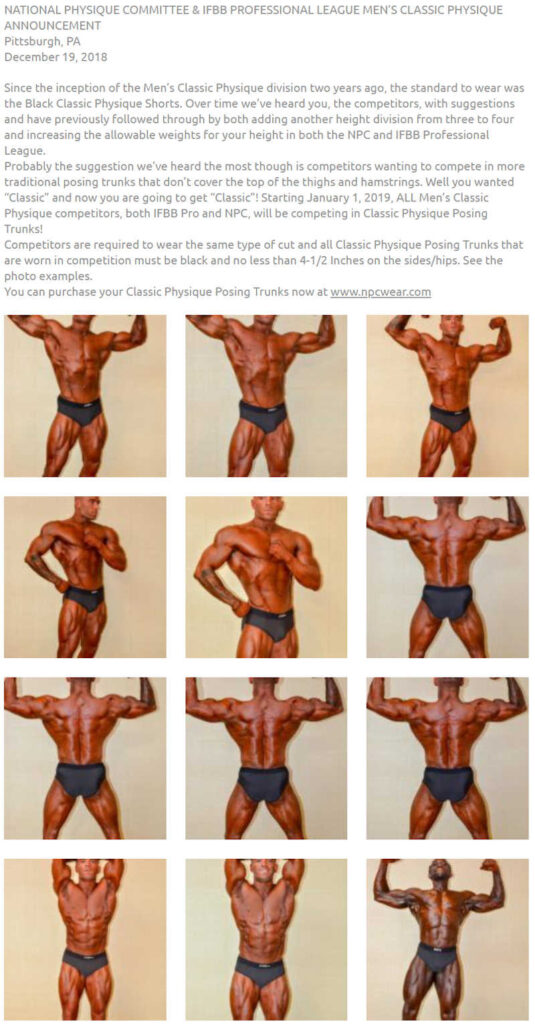 NATIONAL PHYSIQUE COMMITTEE & IFBB PROFESSIONAL LEAGUE MEN'S CLASSIC PHYSIQUE
ANNOUNCEMENT
Pittsburgh, PA
December 19, 2018
Since the inception of the Men's Classic Physique division two years ago, the standard to wear was
the Black Classic Physique Shorts. Over time we've heard you, the competitors, with suggestions
and have previously followed through by both adding another height division from three to four
and increasing the allowable weights for your height in both the NPC and IFBB Professional
League.
Probably the suggestion we've heard the most though is competitors wanting to compete in more
traditional posing trunks that don't cover the top of the thighs and hamstrings. Well you wanted
"Classic" and now you are going to get "Classic"! Starting January 1, 2019, ALL Men's Classic
Physique competitors, both IFBB Pro and NPC, will be competing in Classic Physique Posing
Trunks!
Competitors are required to wear the same type of cut and all Classic Physique Posing Trunks that
are worn in competition must be black and no less than 4-1/2 Inches on the sides/hips. See the
photo examples.
You can purchase your Classic Physique Posing Trunks now at www.npcwear.com